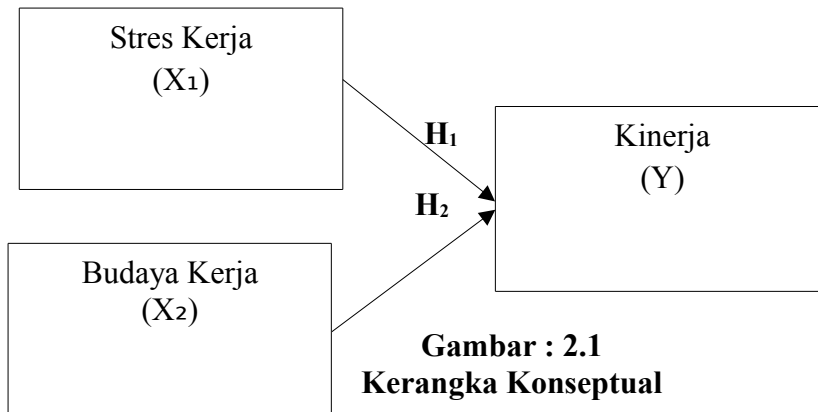 Stres Kerja
(X₁)
H₁
Kinerja
(Y)
H₂
Budaya Kerja
(X₂)
Gambar : 2.1
Kerangka Konseptual